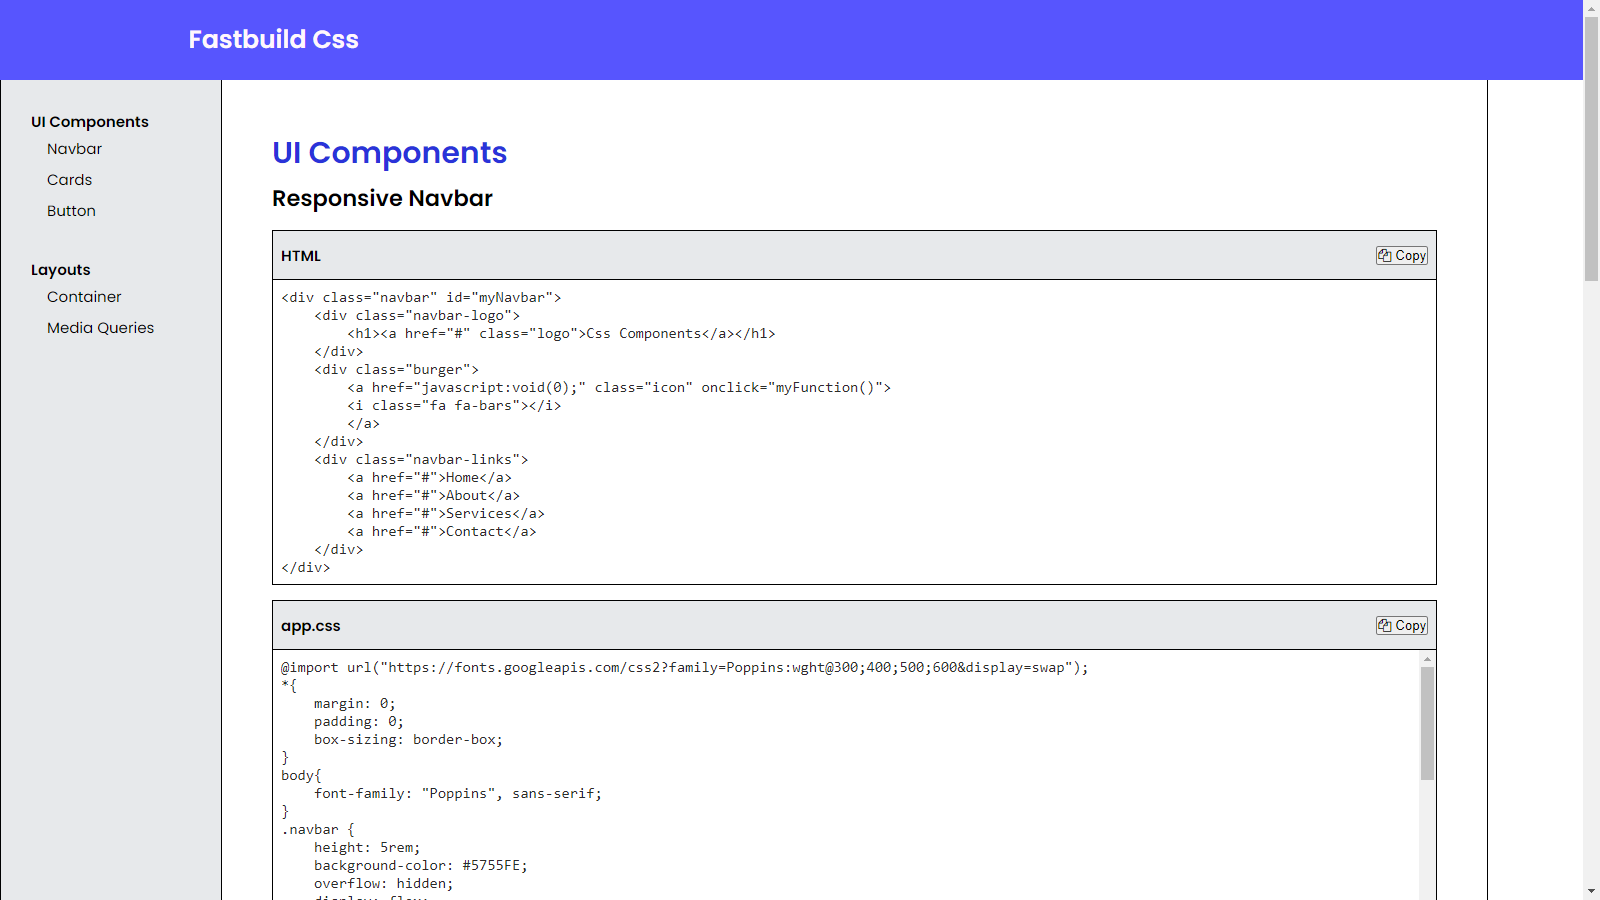 Fastbuild Css
UI Components
Navbar
Cards
Button
Layouts
Container
Media Queries
UI Components
Responsive Navbar
HTML
Copy
<div class="navbar" id="myNavbar">
    <div class="navbar-logo">
        <h1><a href="#" class="logo">Css Components</a></h1>
    </div>
    <div class="burger">
        <a href="javascript:void(0);" class="icon" onclick="myFunction()">
        <i class="fa fa-bars"></i>
        </a>
    </div>
    <div class="navbar-links">
        <a href="#">Home</a>
        <a href="#">About</a>
        <a href="#">Services</a>
        <a href="#">Contact</a>
    </div>
</div>
app.css
Copy
@import url("https://fonts.googleapis.com/css2?family=Poppins:wght@300;400;500;600&display=swap");
*{
    margin: 0;
    padding: 0;
    box-sizing: border-box;
}
body{
    font-family: "Poppins", sans-serif;
}
.navbar {
    height: 5rem;
    background-color: #5755FE;
    overflow: hidden;
    display: flex;